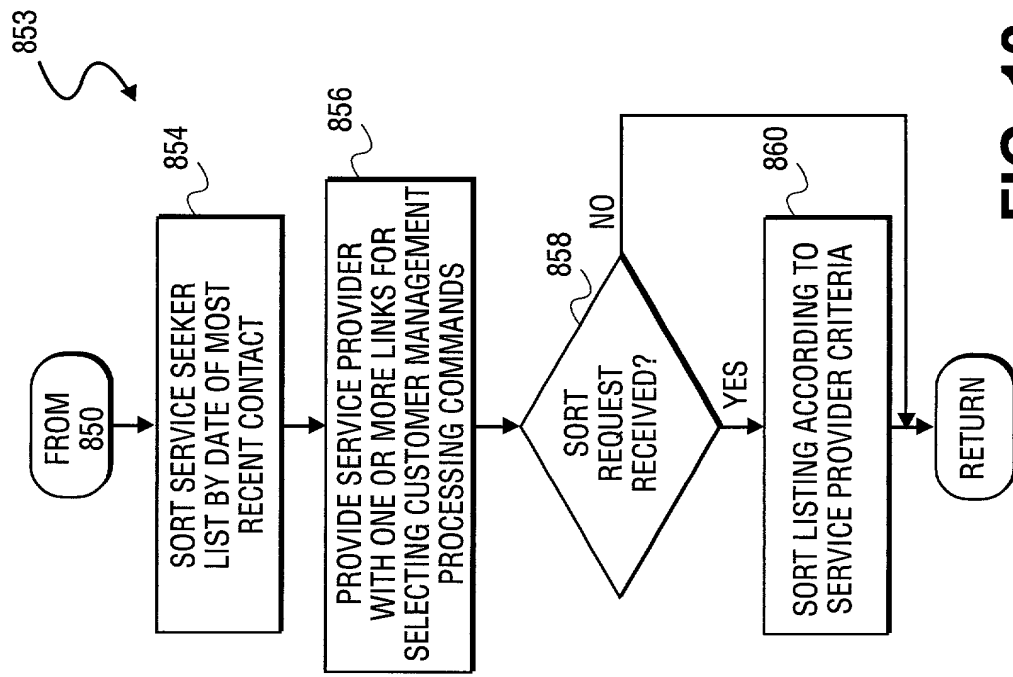 853
FROM
850
854
SORT SERVICE SEEKER
LIST BY DATE OF MOST
RECENT CONTACT
856
PROVIDE SERVICE PROVIDER
WITH ONE OR MORE LINKS FOR
SELECTING CUSTOMER MANAGEMENT
PROCESSING COMMANDS
858
SORT
REQUEST
RECEIVED?
NO
YES
860
SORT LISTING ACCORDING TO
SERVICE PROVIDER CRITERIA
RETURN
FIG.